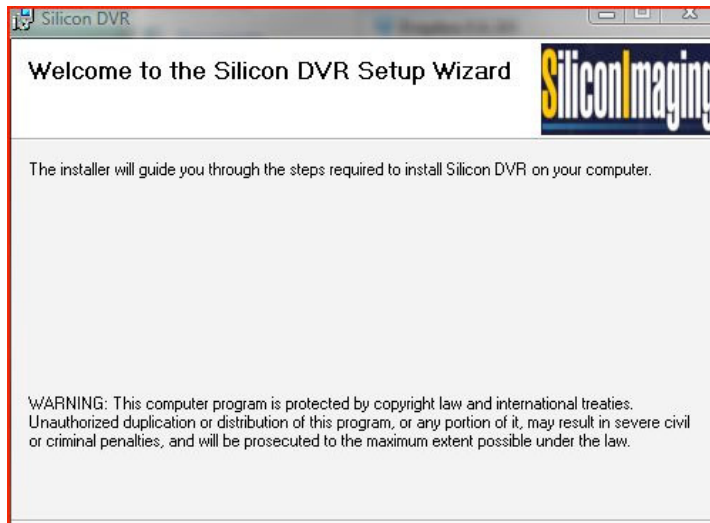 Silicon DVR
Welcome to the Silicon DVR Setup Wizard
SiliconImaging
The installer will guide you through the steps required to install Silicon DVR on your computer.
WARNING: This computer program is protected by copyright law and international treaties.
Unauthorized duplication or distribution of this program, or any portion of it, may result in severe civil
or criminal penalties, and will be prosecuted to the maximum extent possible under the law.